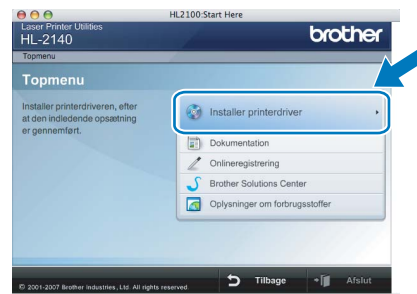 HL2100:Start Here
Laser Printer Utilities
HL-2140
brother
Topmenu
Topmenu
Installer printerdriveren, efter
at den indledende opsætning
er gennemført.
Installer printerdriver
Dokumentation
Onlineregistrering
Brother Solutions Center
Oplysninger om forbrugsstoffer
© 2001-2007 Brother Industries, Ltd. All rights reserved.
Tilbage
Afslut